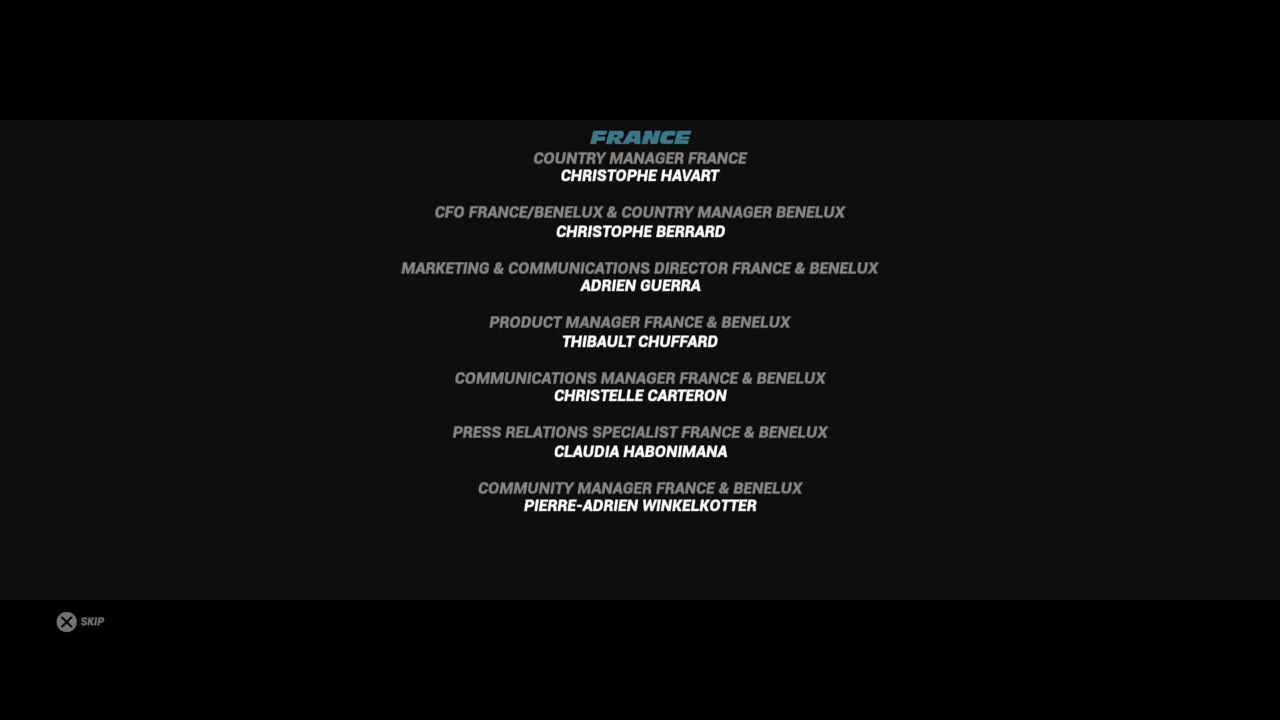 FRANCE
COUNTRY MANAGER FRANCE
CHRISTOPHE HAVART
CFO FRANCE/BENELUX & COUNTRY MANAGER BENELUX
CHRISTOPHE BERRARD
MARKETING & COMMUNICATIONS DIRECTOR FRANCE & BENELUX
ADRIEN GUERRA
PRODUCT MANAGER FRANCE & BENELUX
THIBAULT CHUFFARD
COMMUNICATIONS MANAGER FRANCE & BENELUX
CHRISTELLE CARTERON
PRESS RELATIONS SPECIALIST FRANCE & BENELUX
CLAUDIA HABONIMANA
COMMUNITY MANAGER FRANCE & BENELUX
PIERRE-ADRIEN WINKELKOTTER
SKIP